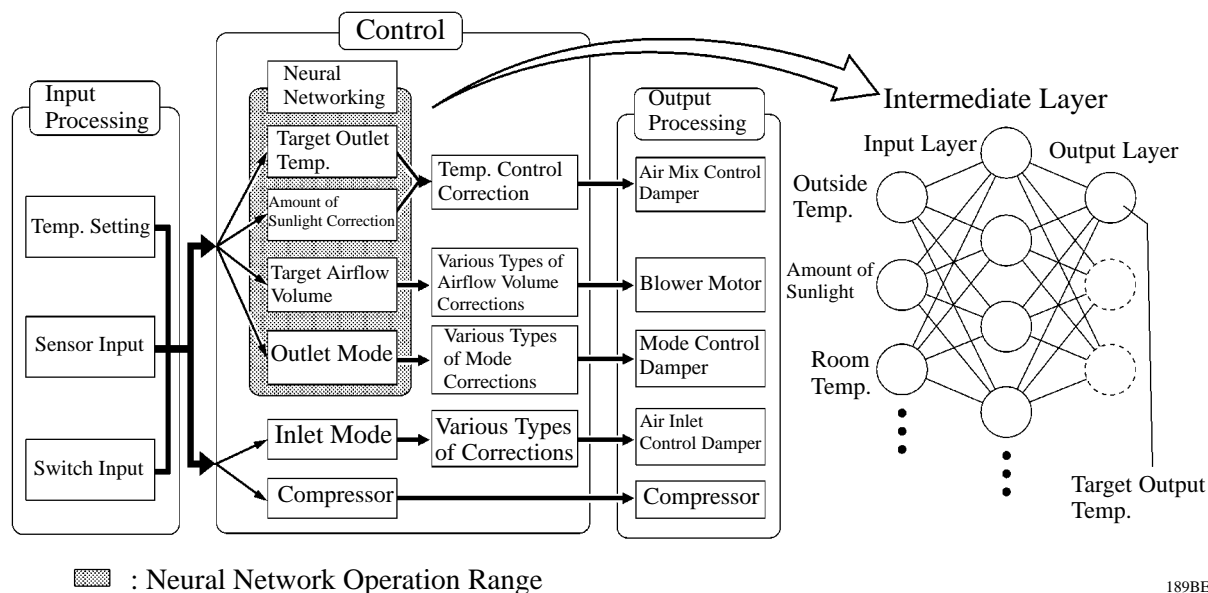 Control
Input
Processing
Temp. Setting
Sensor Input
Switch Input
Neural
Networking
Target Outlet
Temp.
Amount of
Sunlight Correction
Target Airflow
Volume
Outlet Mode
Inlet Mode
Compressor
Temp. Control
Correction
Various Types of
Airflow Volume
Corrections
Various Types
of Mode
Corrections
Various Types
of Corrections
Output
Processing
Air Mix Control
Damper
Blower Motor
Mode Control
Damper
Air Inlet
Control Damper
Compressor
Intermediate Layer
Input Layer
Output Layer
Outside
Temp.
Amount of
Sunlight
Room
Temp.
Target Output
Temp.
: Neural Network Operation Range
189BE